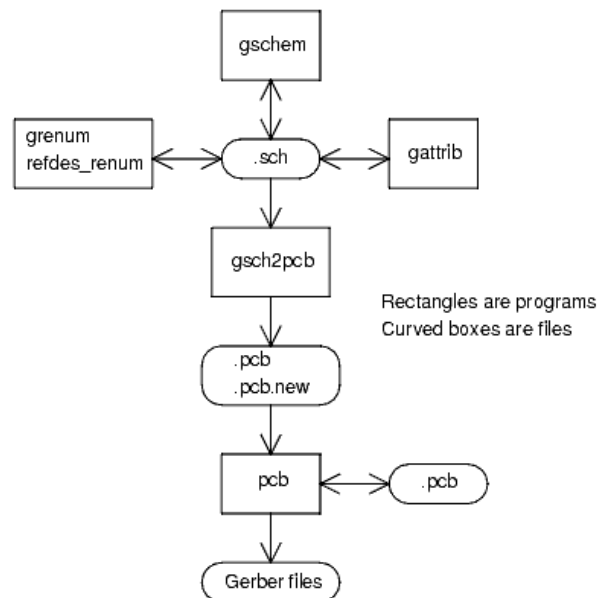 gschem
grenum
refdes_renum
.sch
gattrib
gsch2pcb
Rectangles are programs
Curved boxes are files
.pcb
.pcb.new
pcb
.pcb
Gerber files